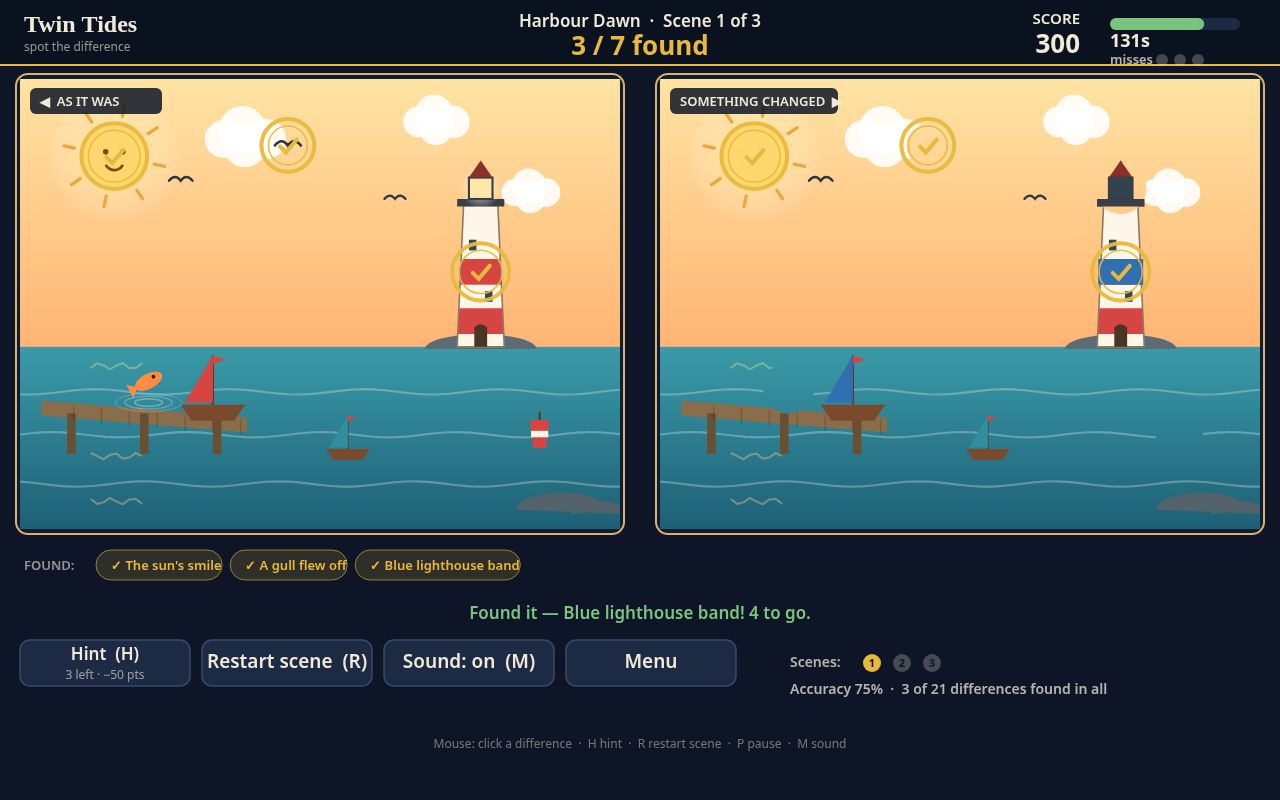 Twin Tides
spot the difference
Harbour Dawn · Scene 1 of 3
3 / 7 found
SCORE
300
131s
misses
◀ AS IT WAS
SOMETHING CHANGED ▶
FOUND:
✓ The sun's smile
✓ A gull flew off
✓ Blue lighthouse band
Found it — Blue lighthouse band! 4 to go.
Hint (H)
3 left · −50 pts
Restart scene (R)
Sound: on (M)
Menu
Scenes:
1
2
3
Accuracy 75% · 3 of 21 differences found in all
Mouse: click a difference · H hint · R restart scene · P pause · M sound